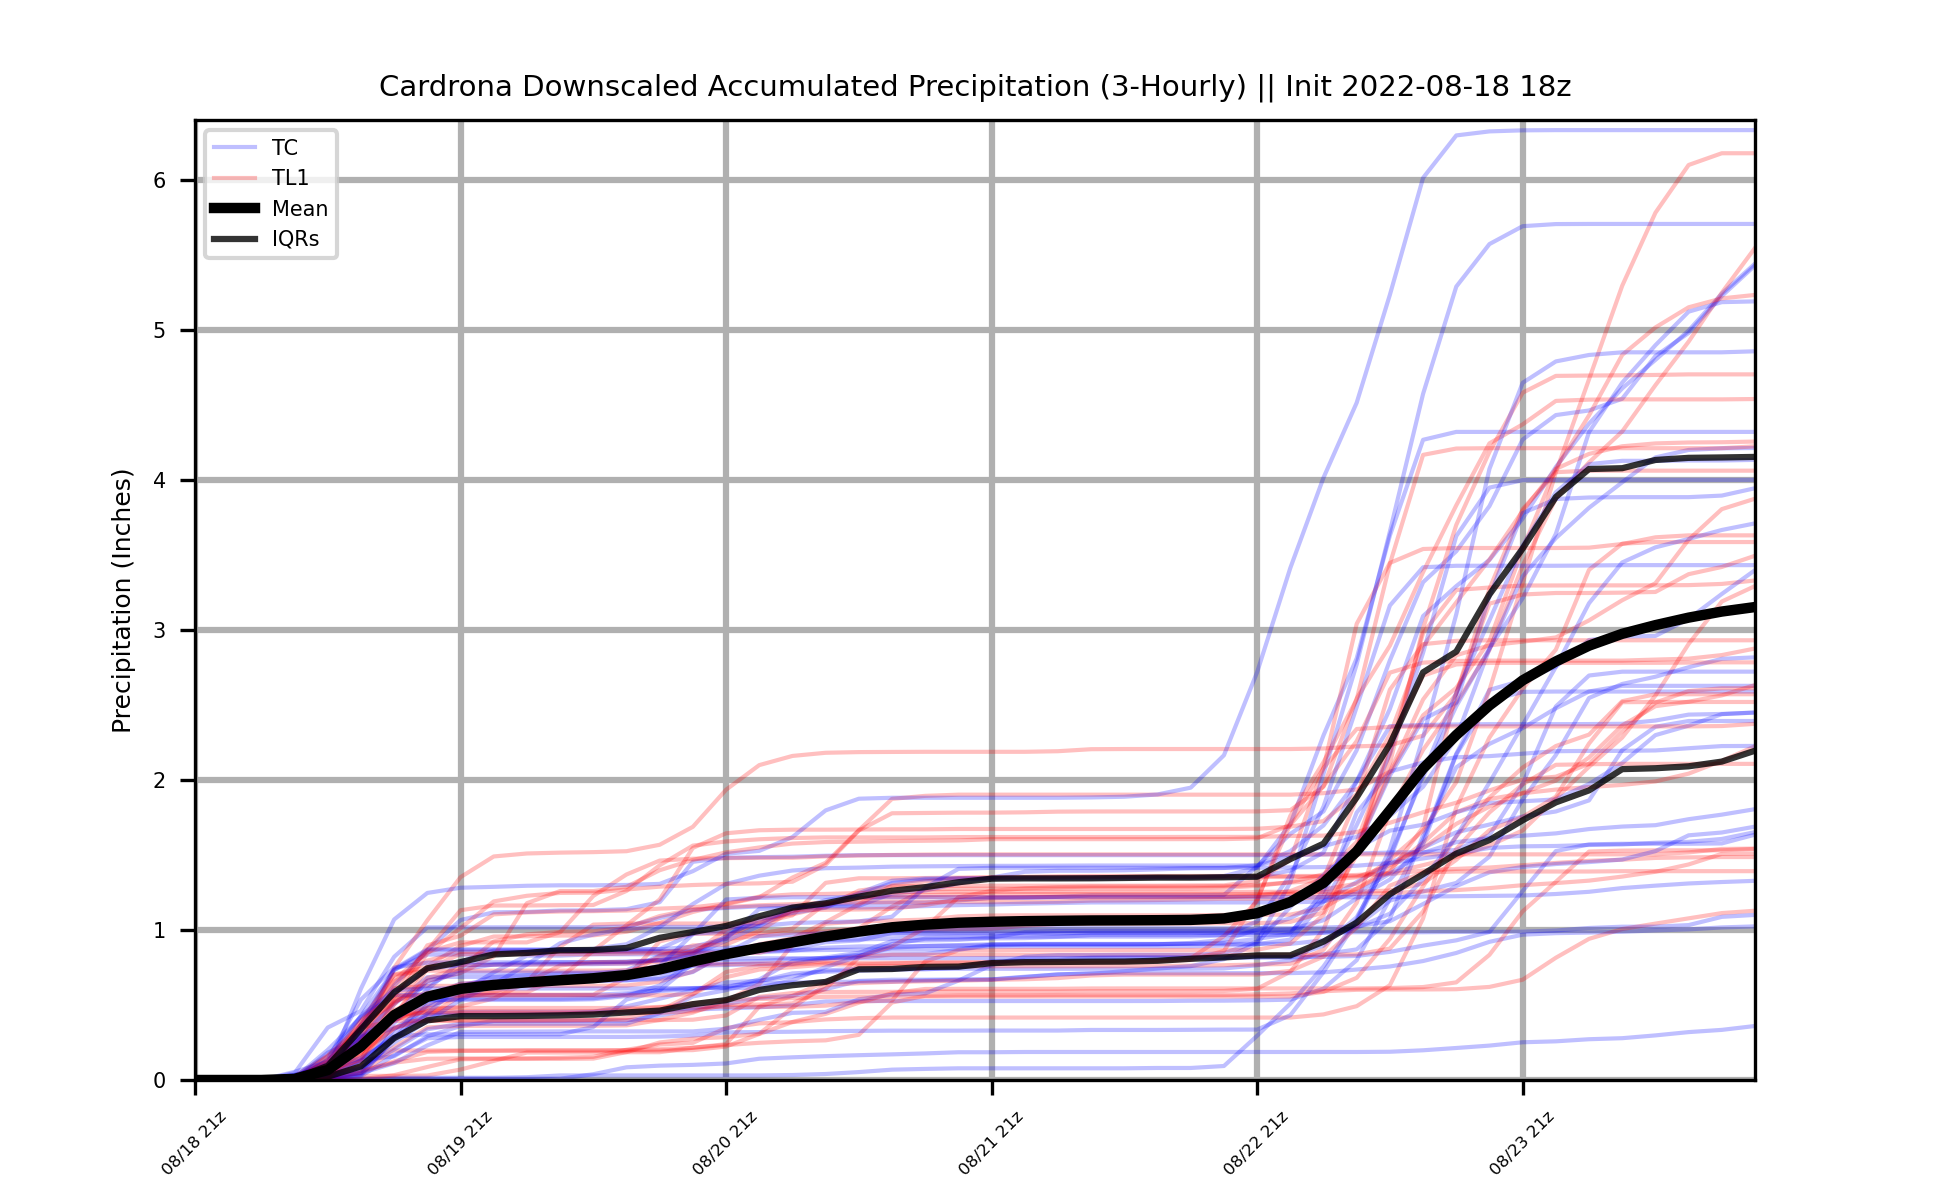 Cardrona Downscaled Accumulated Precipitation (3-Hourly) || Init 2022-08-18 18z
TC
TL1
Mean
IQRs
Precipitation (Inches)
6
5
4
3
2
1
0
08/18 21z
08/19 21z
08/20 21z
08/21 21z
08/22 21z
08/23 21z